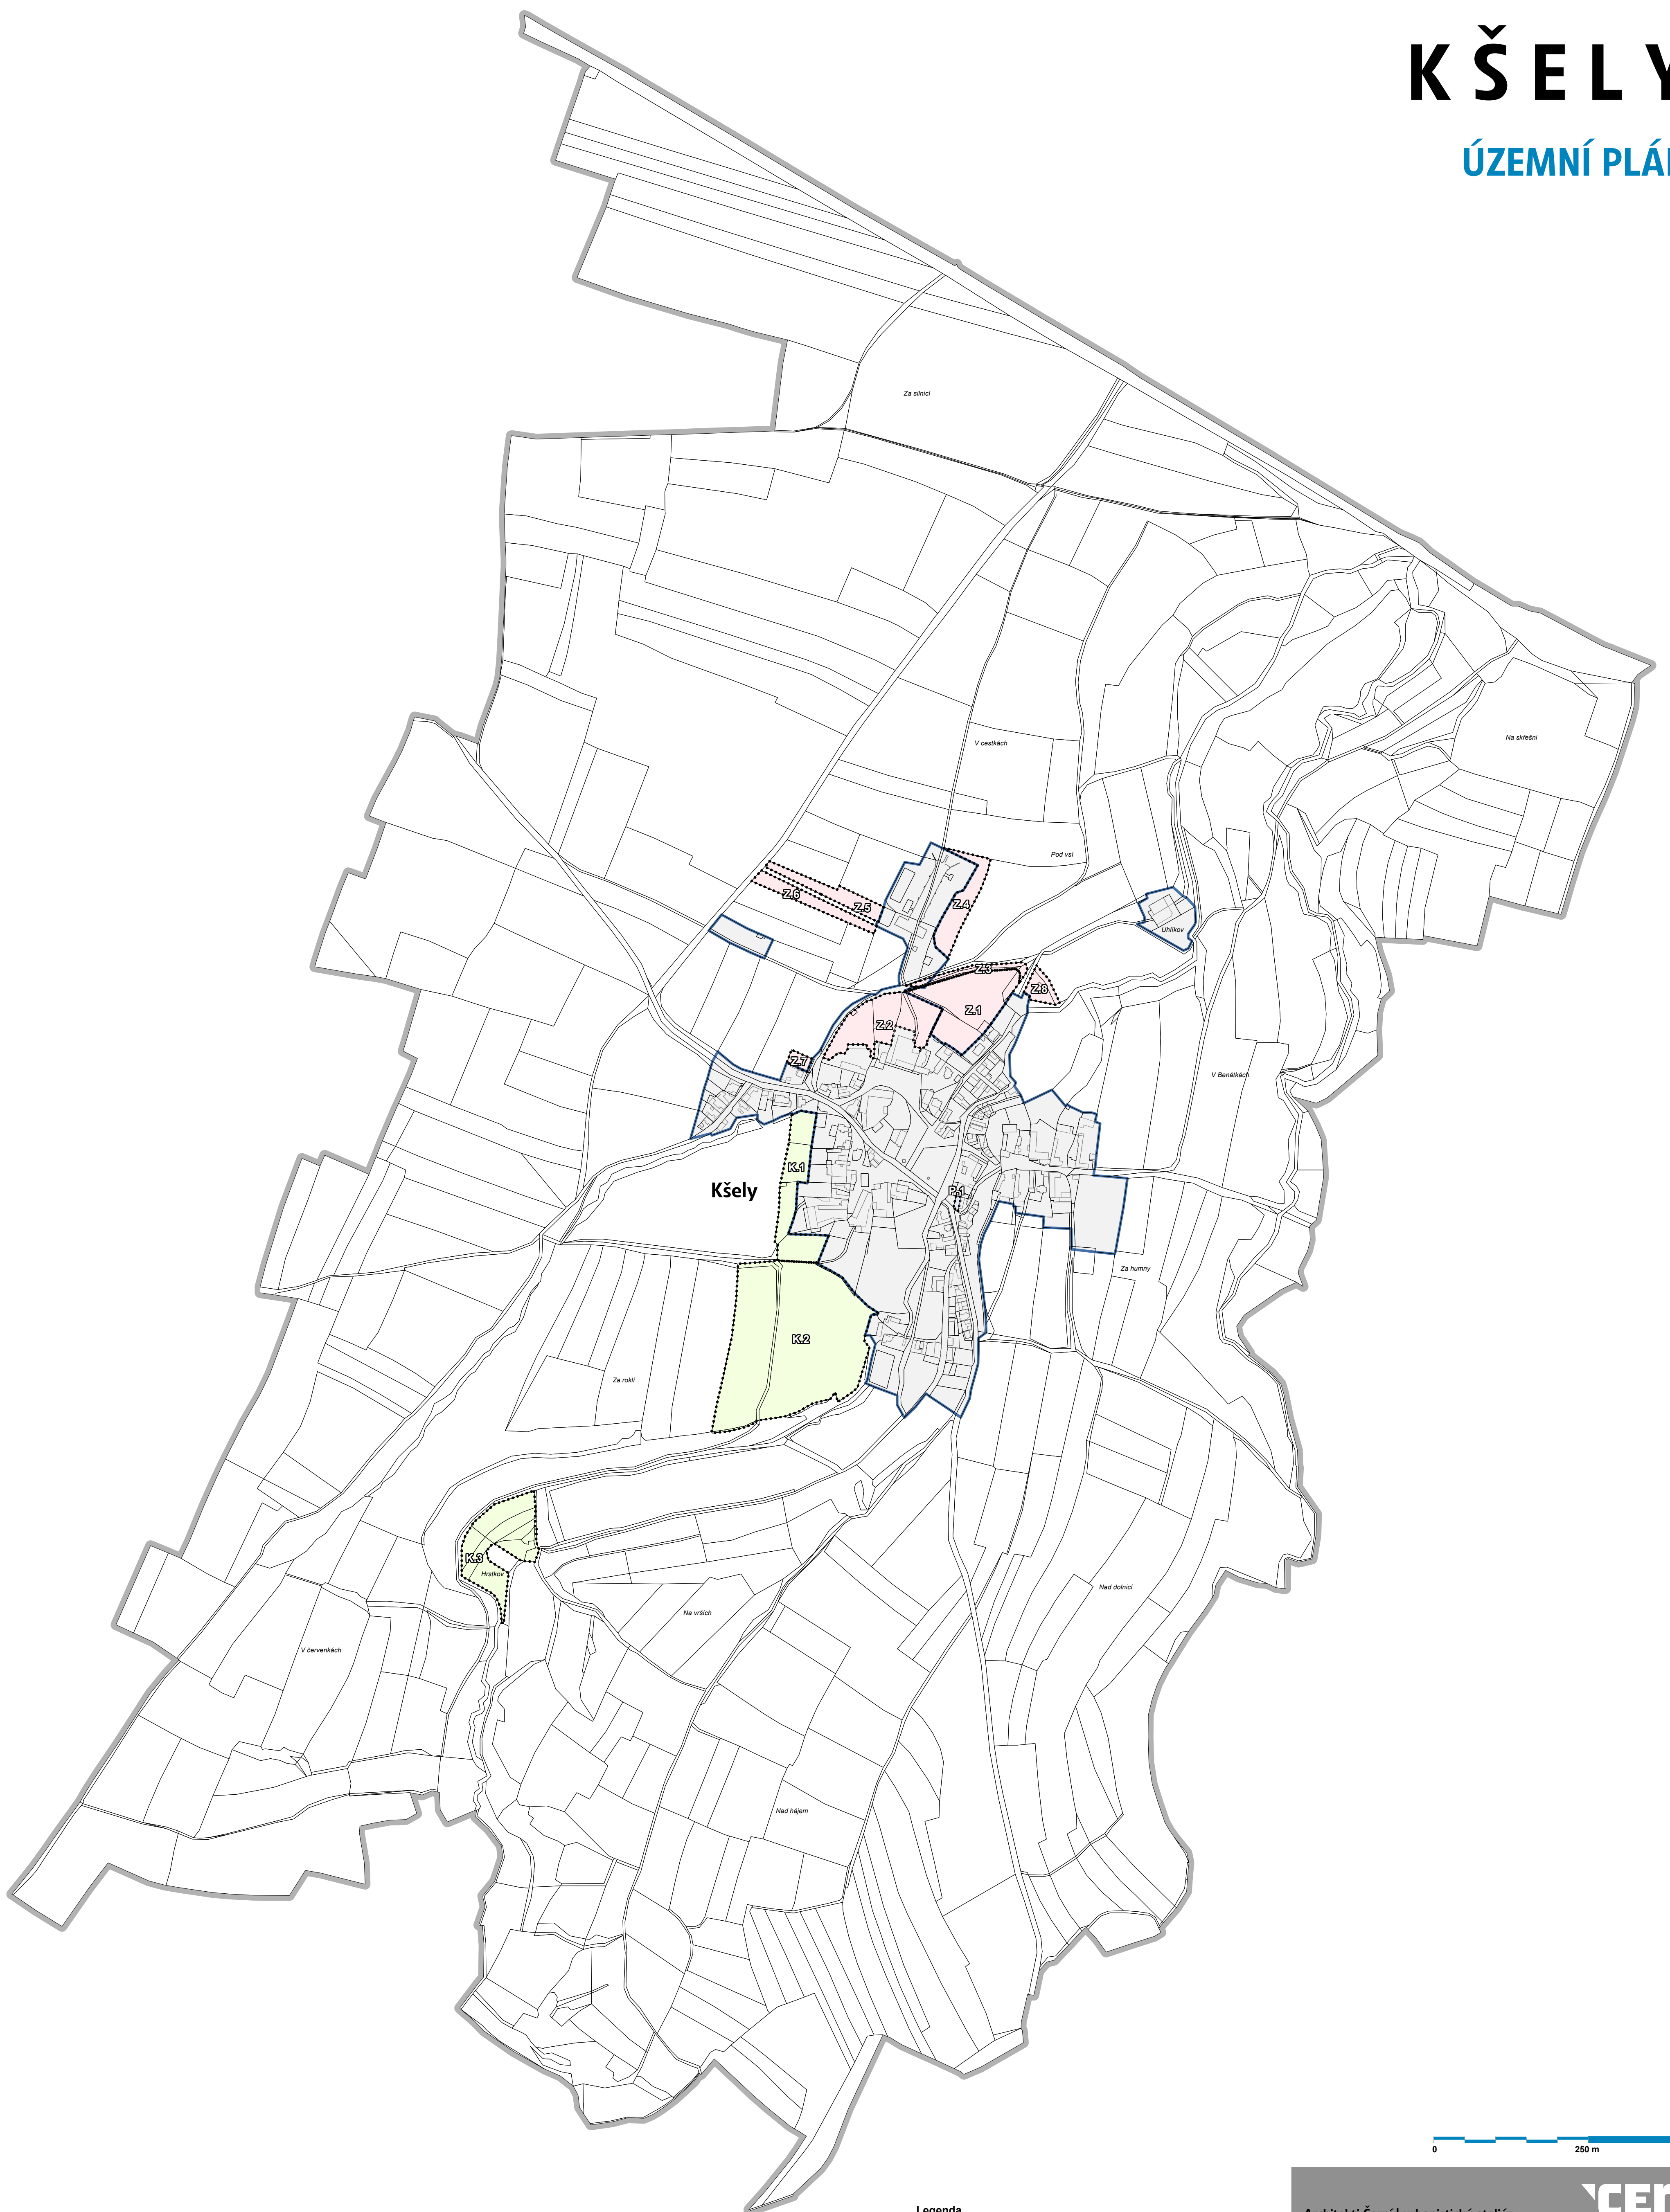 KŠELY
ÚZEMNÍ PLÁN
Za silnicí
V cestkách
Na skřešni
Pod vsí
Z.6
Z.5
Z.4
Uhlíkov
Z.3
Z.8
Z.1
Z.2
Z.7
V Benátkách
K.1
Kšely
P.1
Za humny
K.2
Za roklí
K.3
Hrstkov
Nad dolnicí
Na vrších
V červenkách
Nad hájem
0
250 m
Legenda